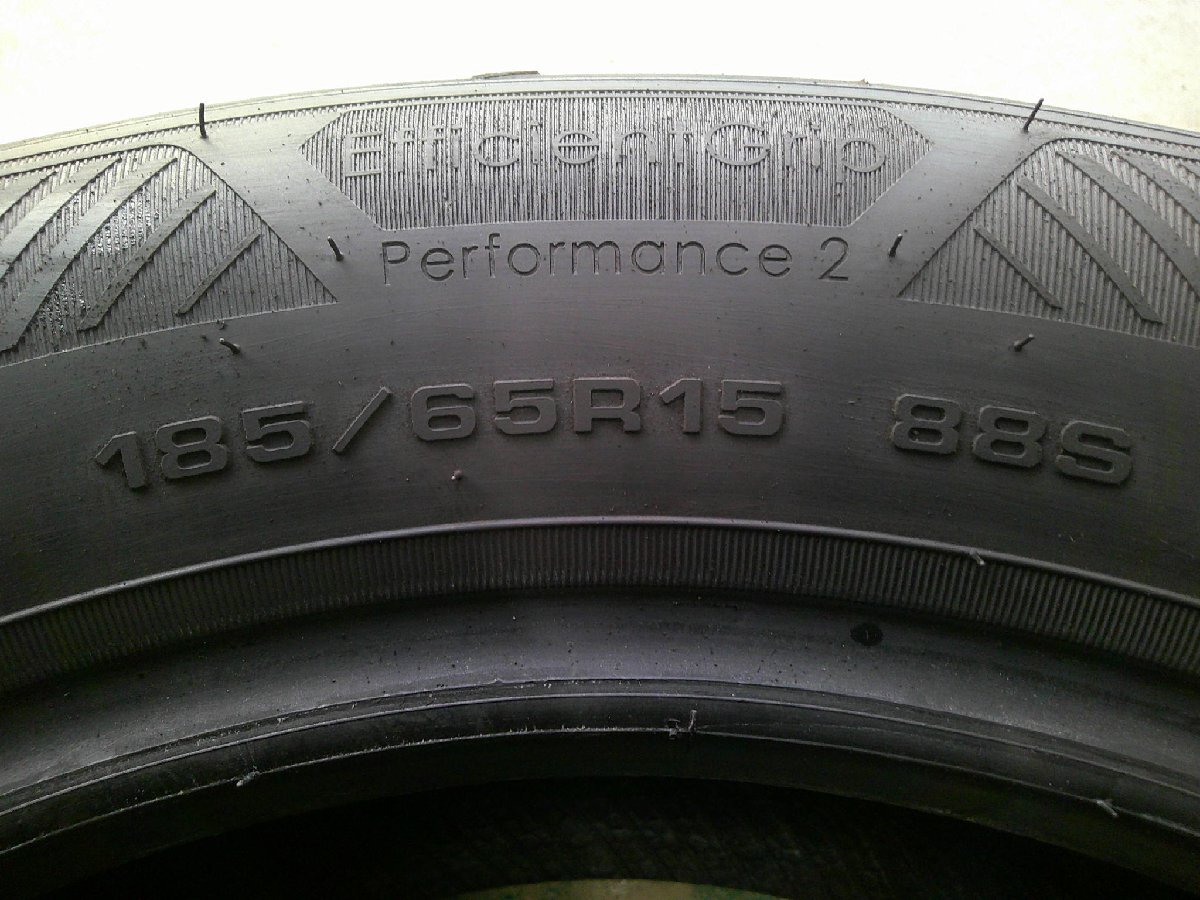 EfficientGrip
Performance 2
185/65R15 88S